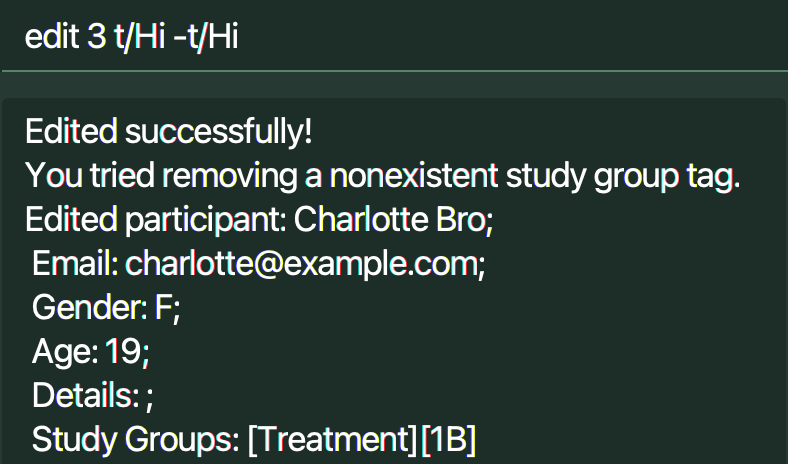 edit 3 t/Hi -t/Hi
Edited successfully!
You tried removing a nonexistent study group tag.
Edited participant: Charlotte Bro;
Email: charlotte@example.com;
Gender: F;
Age: 19;
Details: ;
Study Groups: [Treatment][1B]